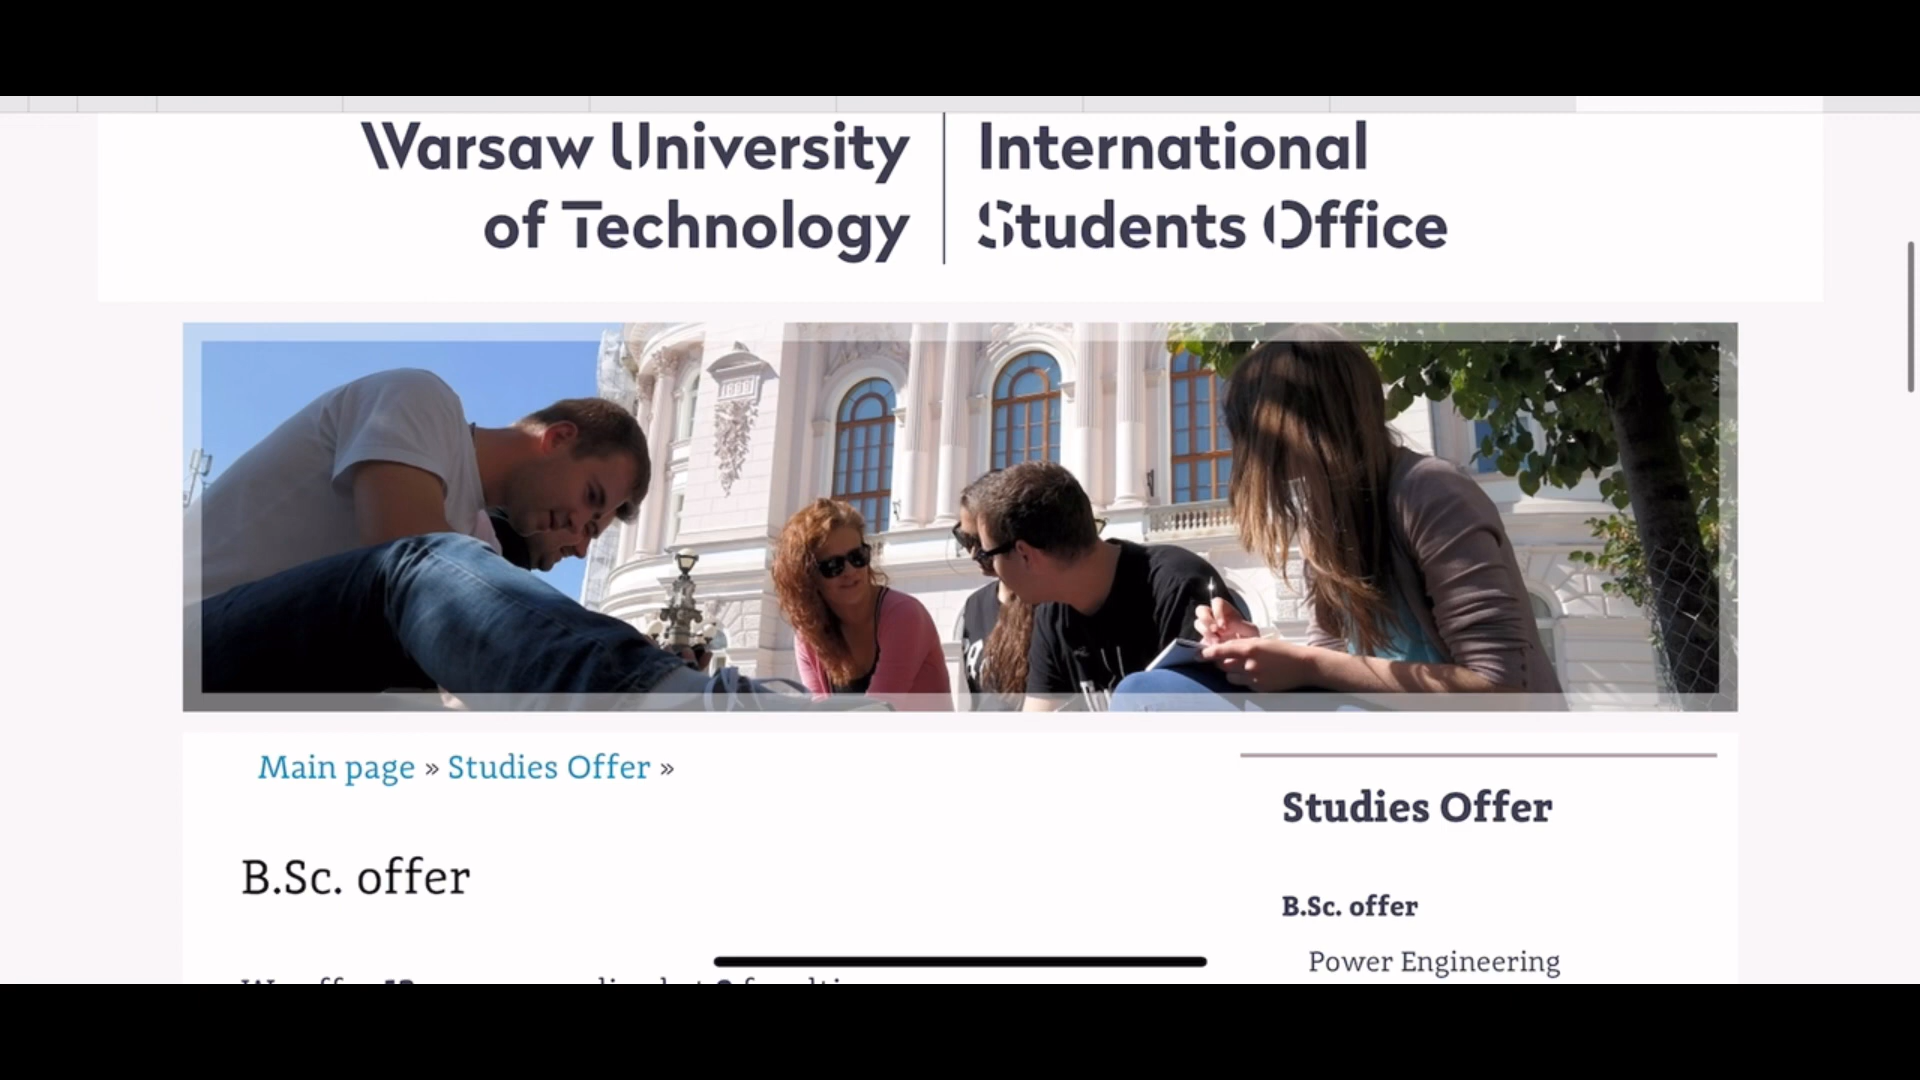 Warsaw University
of Technology
International
Students Office
Main page » Studies Offer »
Studies Offer
B.Sc. offer
B.Sc. offer
Power Engineering